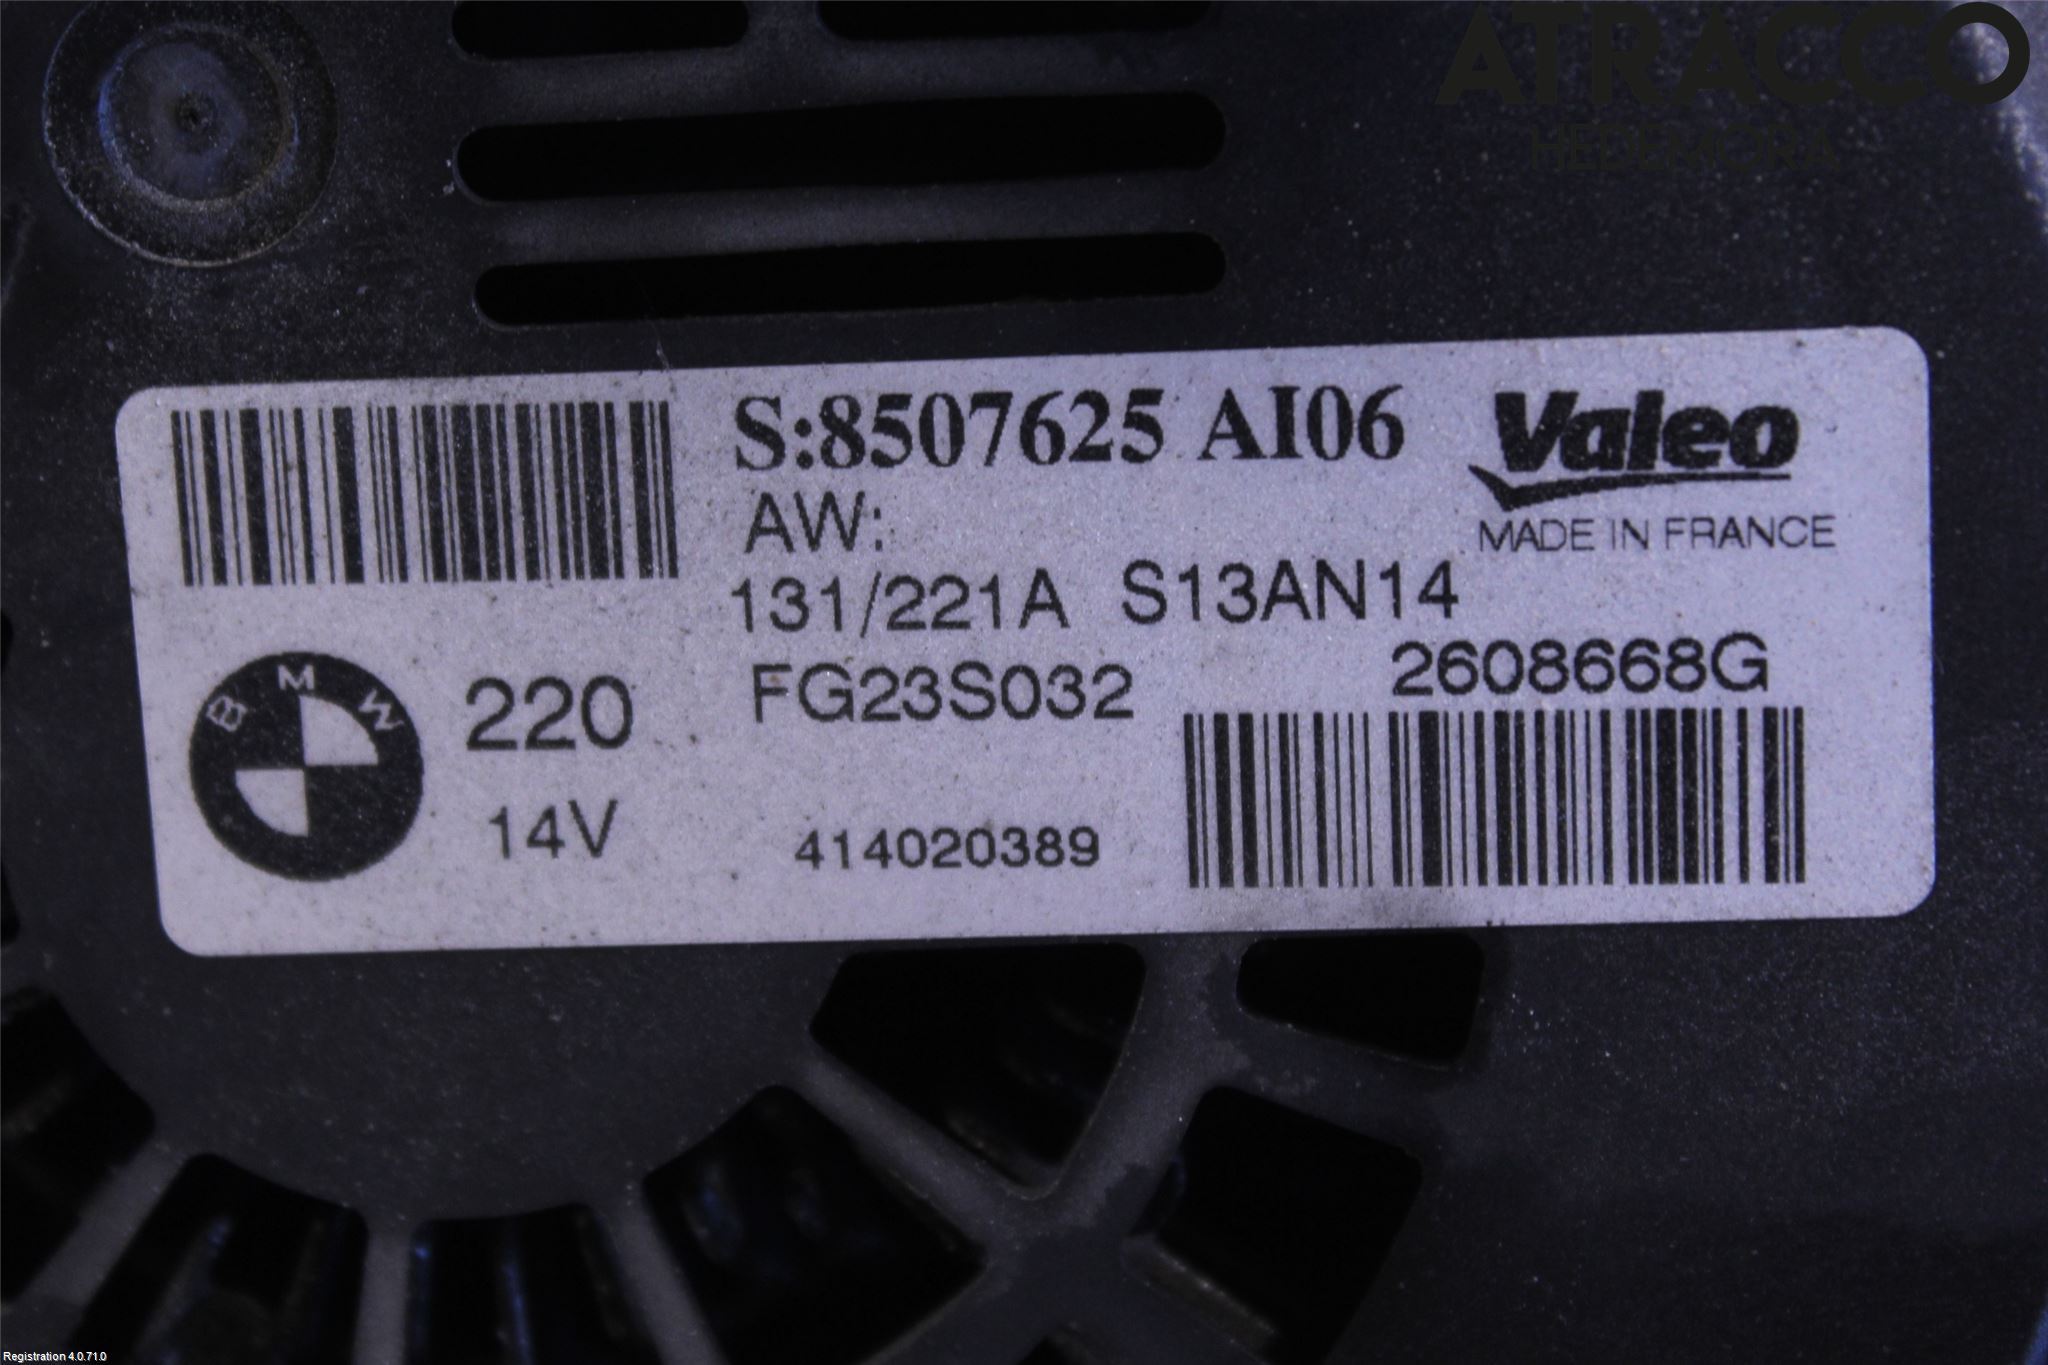 ATRACCO
HEDEMORA
S:8507625 AI06
Valeo
AW:
MADE IN FRANCE
131/221A S13AN14
2608668G
BMW
220
FG23S032
14V
414020389
Registration 4.0.71.0